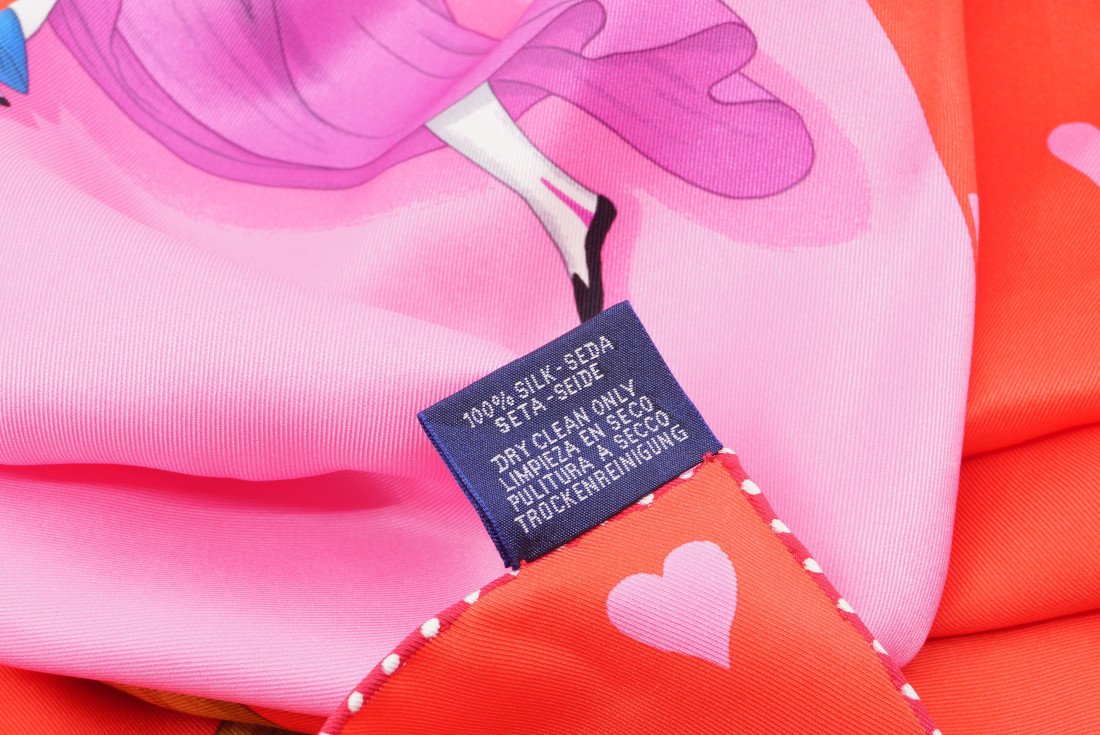 100% SILK-SEDA
SETA-SEIDE
DRY CLEAN ONLY
LIMPIEZA EN SECO
PULITURA A SECCO
TROCKENREINIGUNG